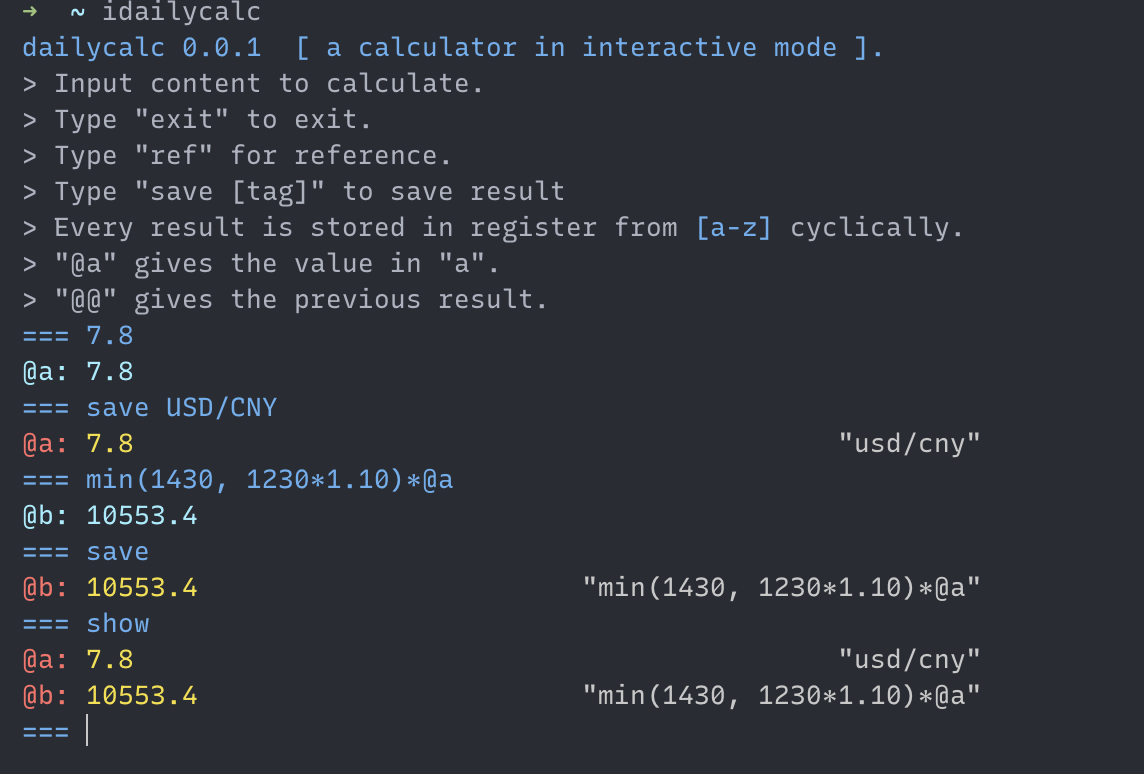 → ~ idailycalc
dailycalc 0.0.1 [ a calculator in interactive mode ].
> Input content to calculate.
> Type "exit" to exit.
> Type "ref" for reference.
> Type "save [tag]" to save result
> Every result is stored in register from [a-z] cyclically.
> "@a" gives the value in "a".
> "@@" gives the previous result.
=== 7.8
@a: 7.8
=== save USD/CNY
@a: 7.8 "usd/cny"
=== min(1430, 1230*1.10)*@a
@b: 10553.4
=== save
@b: 10553.4 "min(1430, 1230*1.10)*@a"
=== show
@a: 7.8 "usd/cny"
@b: 10553.4 "min(1430, 1230*1.10)*@a"
===